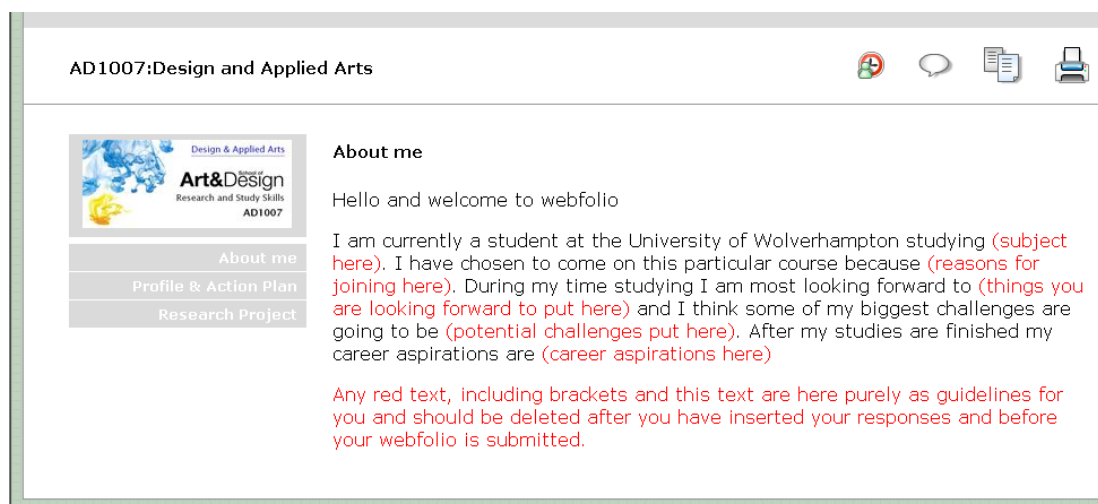 AD1007:Design and Applied Arts
Design & Applied Arts
School of
Art&Design
Research and Study Skills
AD1007
About me
Profile & Action Plan
Research Project
About me
Hello and welcome to webfolio
I am currently a student at the University of Wolverhampton studying (subject
here). I have chosen to come on this particular course because (reasons for
joining here). During my time studying I am most looking forward to (things you
are looking forward to put here) and I think some of my biggest challenges are
going to be (potential challenges put here). After my studies are finished my
career aspirations are (career aspirations here)
Any red text, including brackets and this text are here purely as guidelines for
you and should be deleted after you have inserted your responses and before
your webfolio is submitted.